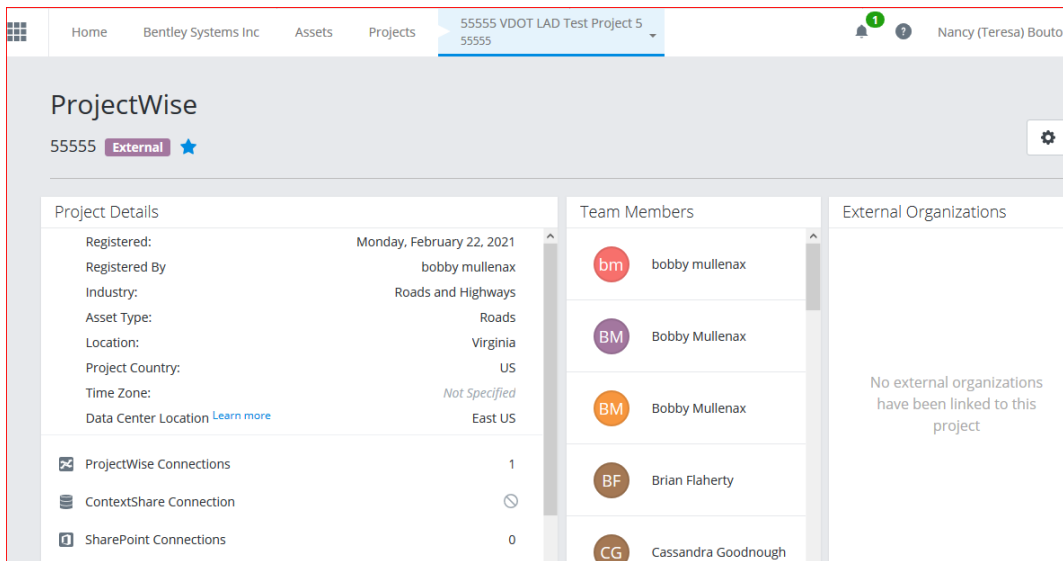 Home Bentley Systems Inc Assets Projects 55555 VDOT LAD Test Project 5
55555
1
? Nancy (Teresa) Bouto
ProjectWise
55555 External
Project Details
Registered: Monday, February 22, 2021
Registered By bobby mullenax
Industry: Roads and Highways
Asset Type: Roads
Location: Virginia
Project Country: US
Time Zone: Not Specified
Data Center Location Learn more East US
ProjectWise Connections 1
ContextShare Connection
SharePoint Connections 0
Team Members
bm bobby mullenax
BM Bobby Mullenax
BM Bobby Mullenax
BF Brian Flaherty
CG Cassandra Goodnough
External Organizations
No external organizations
have been linked to this
project